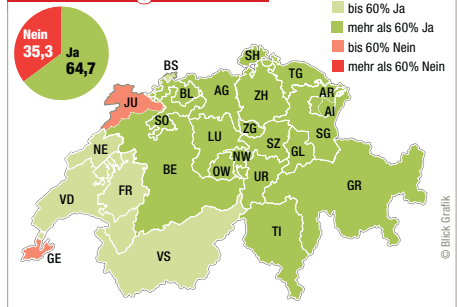 Nein
35,3
Ja
64,7
bis 60% Ja
mehr als 60% Ja
bis 60% Nein
mehr als 60% Nein
BS
SH
TG
JU
BL
AG
ZH
AR
AI
SO
NE
LU
ZG
SG
SZ
GL
BE
NW
OW
UR
VD
FR
GR
GE
VS
TI
© Blick Grafik